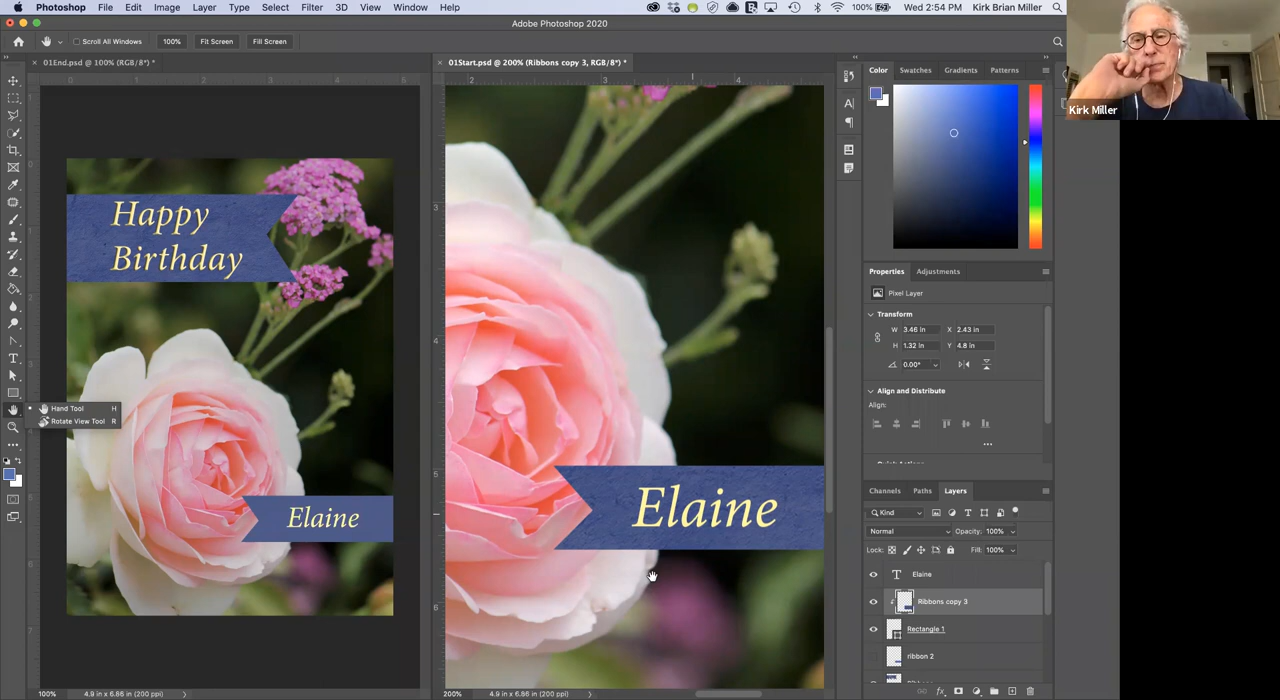 Photoshop File Edit Image Layer Type Select Filter 3D View Window Help 100% Wed 2:54 PM Kirk Brian Miller
Adobe Photoshop 2020
Scroll All Windows 100% Fit Screen Fill Screen
01End.psd @ 100% (RGB/8*) *
01Start.psd @ 200% (Ribbons copy 3, RGB/8*) *
Happy
Birthday
Elaine
Hand Tool H
Rotate View Tool R
Elaine
100% 4.9 in x 6.86 in (200 ppi)
200% 4.9 in x 6.86 in (200 ppi)
Color Swatches Gradients Patterns
Properties Adjustments
Pixel Layer
Transform
W 3.46 in X 2.43 in
H 1.32 in Y 4.8 in
0.00°
Align and Distribute
Align:
Channels Paths Layers
Kind
Normal Opacity: 100%
Lock: Fill: 100%
Elaine
Ribbons copy 3
Rectangle 1
ribbon 2
Kirk Miller